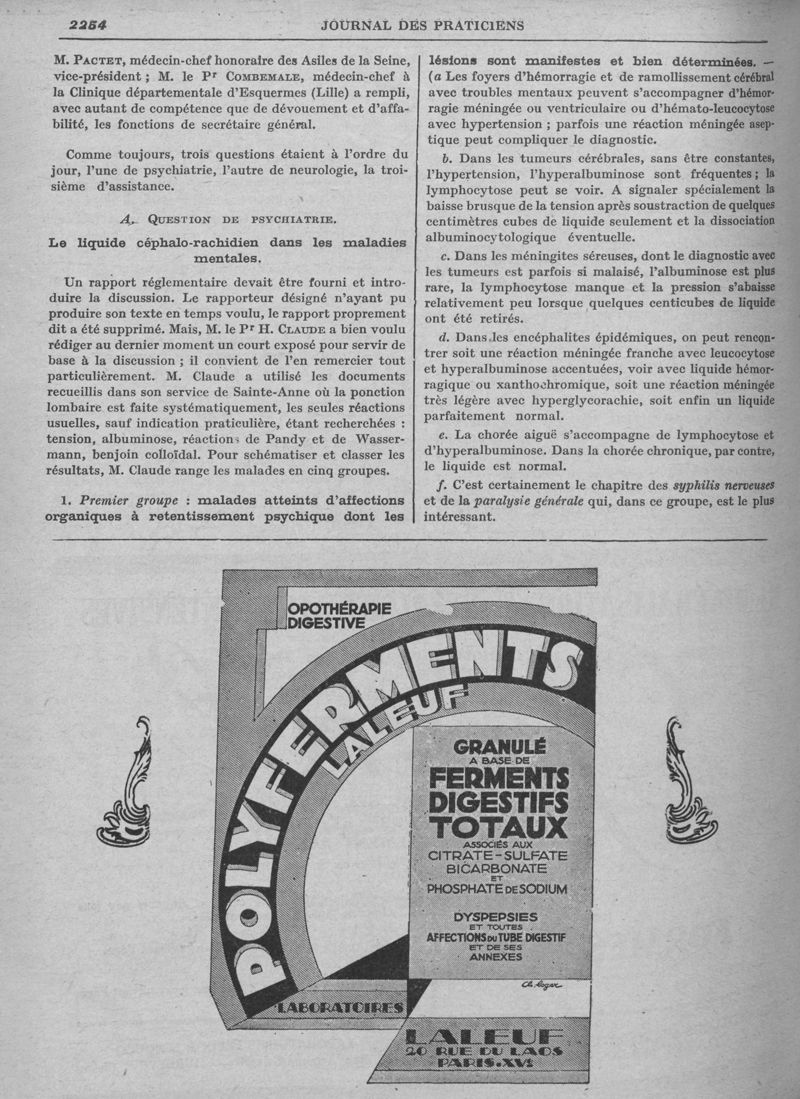 2254
JOURNAL DES PRATICIENS
M. PACTET, médecin-chef honoraire des Asiles de la Seine,
vice-président ; M. le Pr COMBEMALE, médecin-chef à
la Clinique départementale d'Esquermes (Lille) a rempli,
avec autant de compétence que de dévouement et d'affa-
bilité, les fonctions de secrétaire général.
Comme toujours, trois questions étaient à l'ordre du
jour, l'une de psychiatrie, l'autre de neurologie, la troi-
sième d'assistance.
A. QUESTION DE PSYCHIATRIE.
Le liquide céphalo-rachidien dans les maladies
mentales.
Un rapport réglementaire devait être fourni et intro-
duire la discussion. Le rapporteur désigné n'ayant pu
produire son texte en temps voulu, le rapport proprement
dit a été supprimé. Mais, M. le Pr H. CLAUDE a bien voulu
rédiger au dernier moment un court exposé pour servir de
base à la discussion ; il convient de l'en remercier tout
particulièrement. M. Claude a utilisé les documents
recueillis dans son service de Sainte-Anne où la ponction
lombaire est faite systématiquement, les seules réactions
usuelles, sauf indication praticulière, étant recherchées :
tension, albuminose, réactions de Pandy et de Wasser-
mann, benjoin colloïdal. Pour schématiser et classer les
résultats, M. Claude range les malades en cinq groupes.
1. Premier groupe : malades atteints d'affections
organiques à retentissement psychique dont les
lésions sont manifestes et bien déterminées. —
(a Les foyers d'hémorragie et de ramollissement cérébral
avec troubles mentaux peuvent s'accompagner d'hémor-
ragie méningée ou ventriculaire ou d'hémato-leucocytose
avec hypertension ; parfois une réaction méningée asep-
tique peut compliquer le diagnostic.
b. Dans les tumeurs cérébrales, sans être constantes,
l'hypertension, l'hyperalbuminose sont fréquentes ; la
lymphocytose peut se voir. A signaler spécialement la
baisse brusque de la tension après soustraction de quelques
centimètres cubes de liquide seulement et la dissociation
albuminocytologique éventuelle.
c. Dans les méningites séreuses, dont le diagnostic avec
les tumeurs est parfois si malaisé, l'albuminose est plus
rare, la lymphocytose manque et la pression s'abaisse
relativement peu lorsque quelques centicubes de liquide
ont été retirés.
d. Dans les encéphalites épidémiques, on peut rencon-
trer soit une réaction méningée franche avec leucocytose
et hyperalbuminose accentuées, voir avec liquide hémor-
ragique ou xanthochromique, soit une réaction méningée
très légère avec hyperglycorachie, soit enfin un liquide
parfaitement normal.
e. La chorée aiguë s'accompagne de lymphocytose et
d'hyperalbuminose. Dans la chorée chronique, par contre,
le liquide est normal.
f. C'est certainement le chapitre des syphilis nerveuses
et de la paralysie générale qui, dans ce groupe, est le plus
intéressant.
OPOTHÉRAPIE
DIGESTIVE
POLYFERMENTS
LALEUF
GRANULÉ
A BASE DE
FERMENTS
DIGESTIFS
TOTAUX
ASSOCIÉS AUX
CITRATE-SULFATE
BICARBONATE
ET
PHOSPHATE DE SODIUM
DYSPEPSIES
ET TOUTES
AFFECTIONS DU TUBE DIGESTIF
ET DE SES
ANNEXES
Ch. Loger
LABORATOIRES
LALEUF
20 RUE DU LAOS
PARIS.XVe